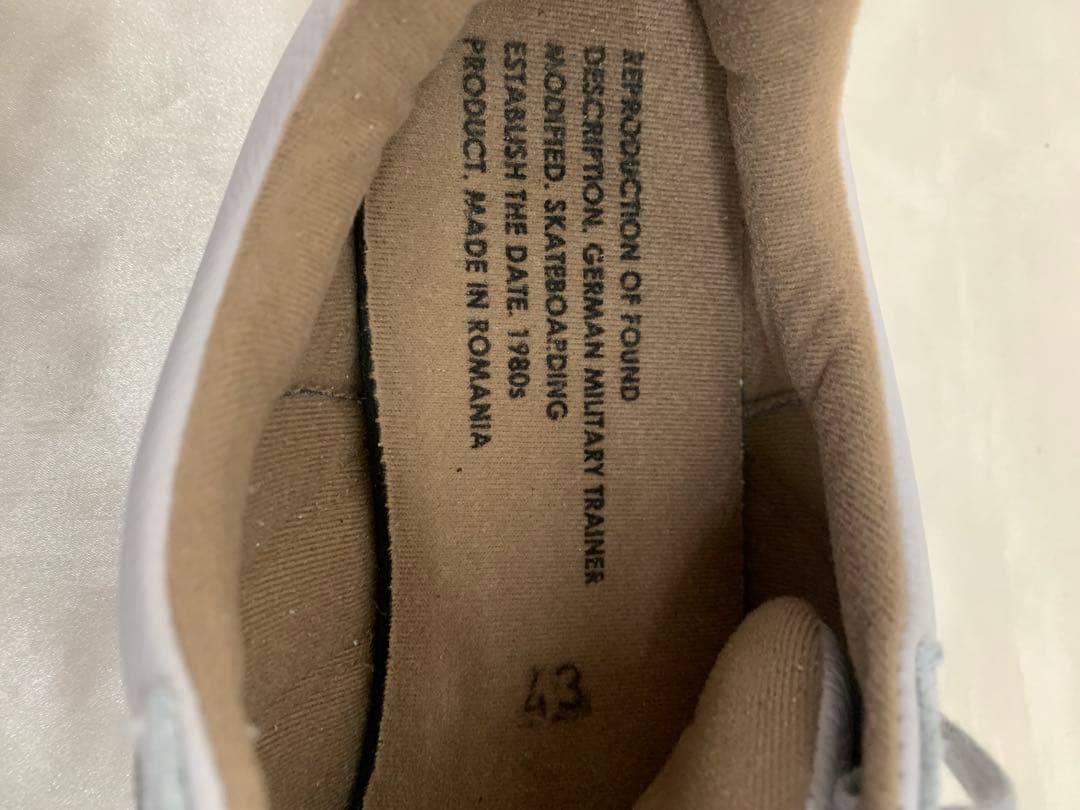 REPRODUCTION OF FOUND
DESCRIPTION. GERMAN MILITARY TRAINER
MODIFIED. SKATEBOARDING
ESTABLISH THE DATE. 1980s
PRODUCT. MADE IN ROMANIA
43